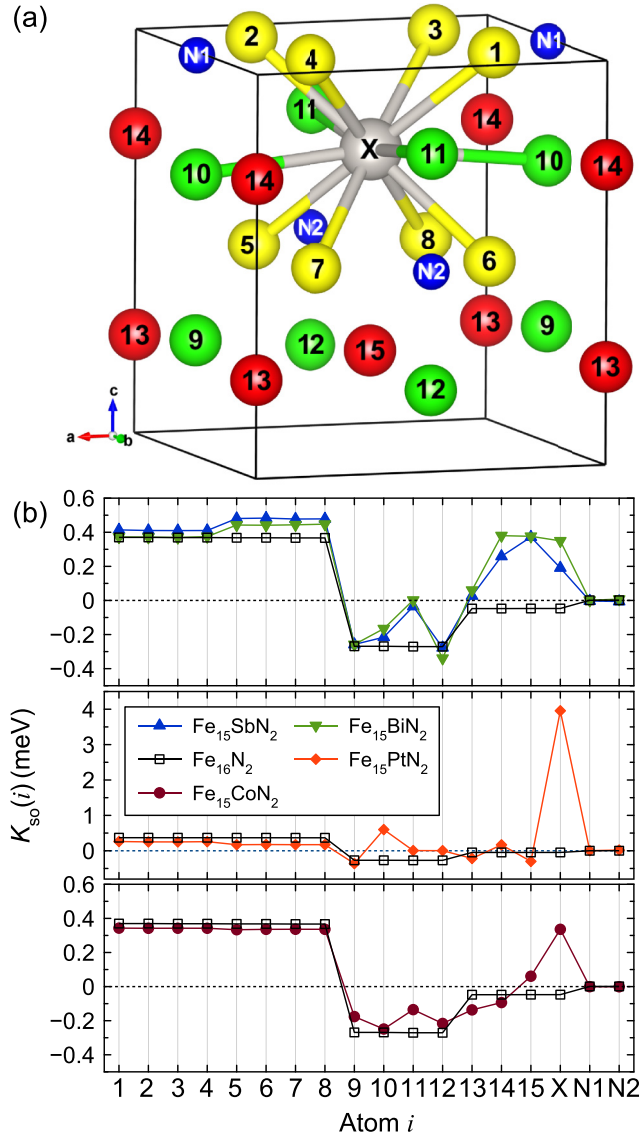 (a)
2
4
3
1
N1
N1
11
14
14
X
11
10
10
14
14
5
N2
8
7
N2
6
13
9
12
15
13
9
13
12
13
c
a
b
(b)
0.6
0.4
0.2
0
−0.2
−0.4
4
3
2
1
0
Fe₁₅SbN₂
Fe₁₅BiN₂
Fe₁₆N₂
Fe₁₅PtN₂
Fe₁₅CoN₂
Kso(i) (meV)
0.6
0.4
0.2
0
−0.2
−0.4
1 2 3 4 5 6 7 8 9 10 11 12 13 14 15 X N1 N2
Atom i